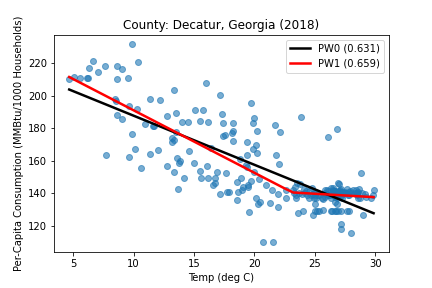 County: Decatur, Georgia (2018)
Per-Capita Consumption (MMBtu/1000 Households)
220
200
180
160
140
120
PW0 (0.631)
PW1 (0.659)
5 10 15 20 25 30
Temp (deg C)